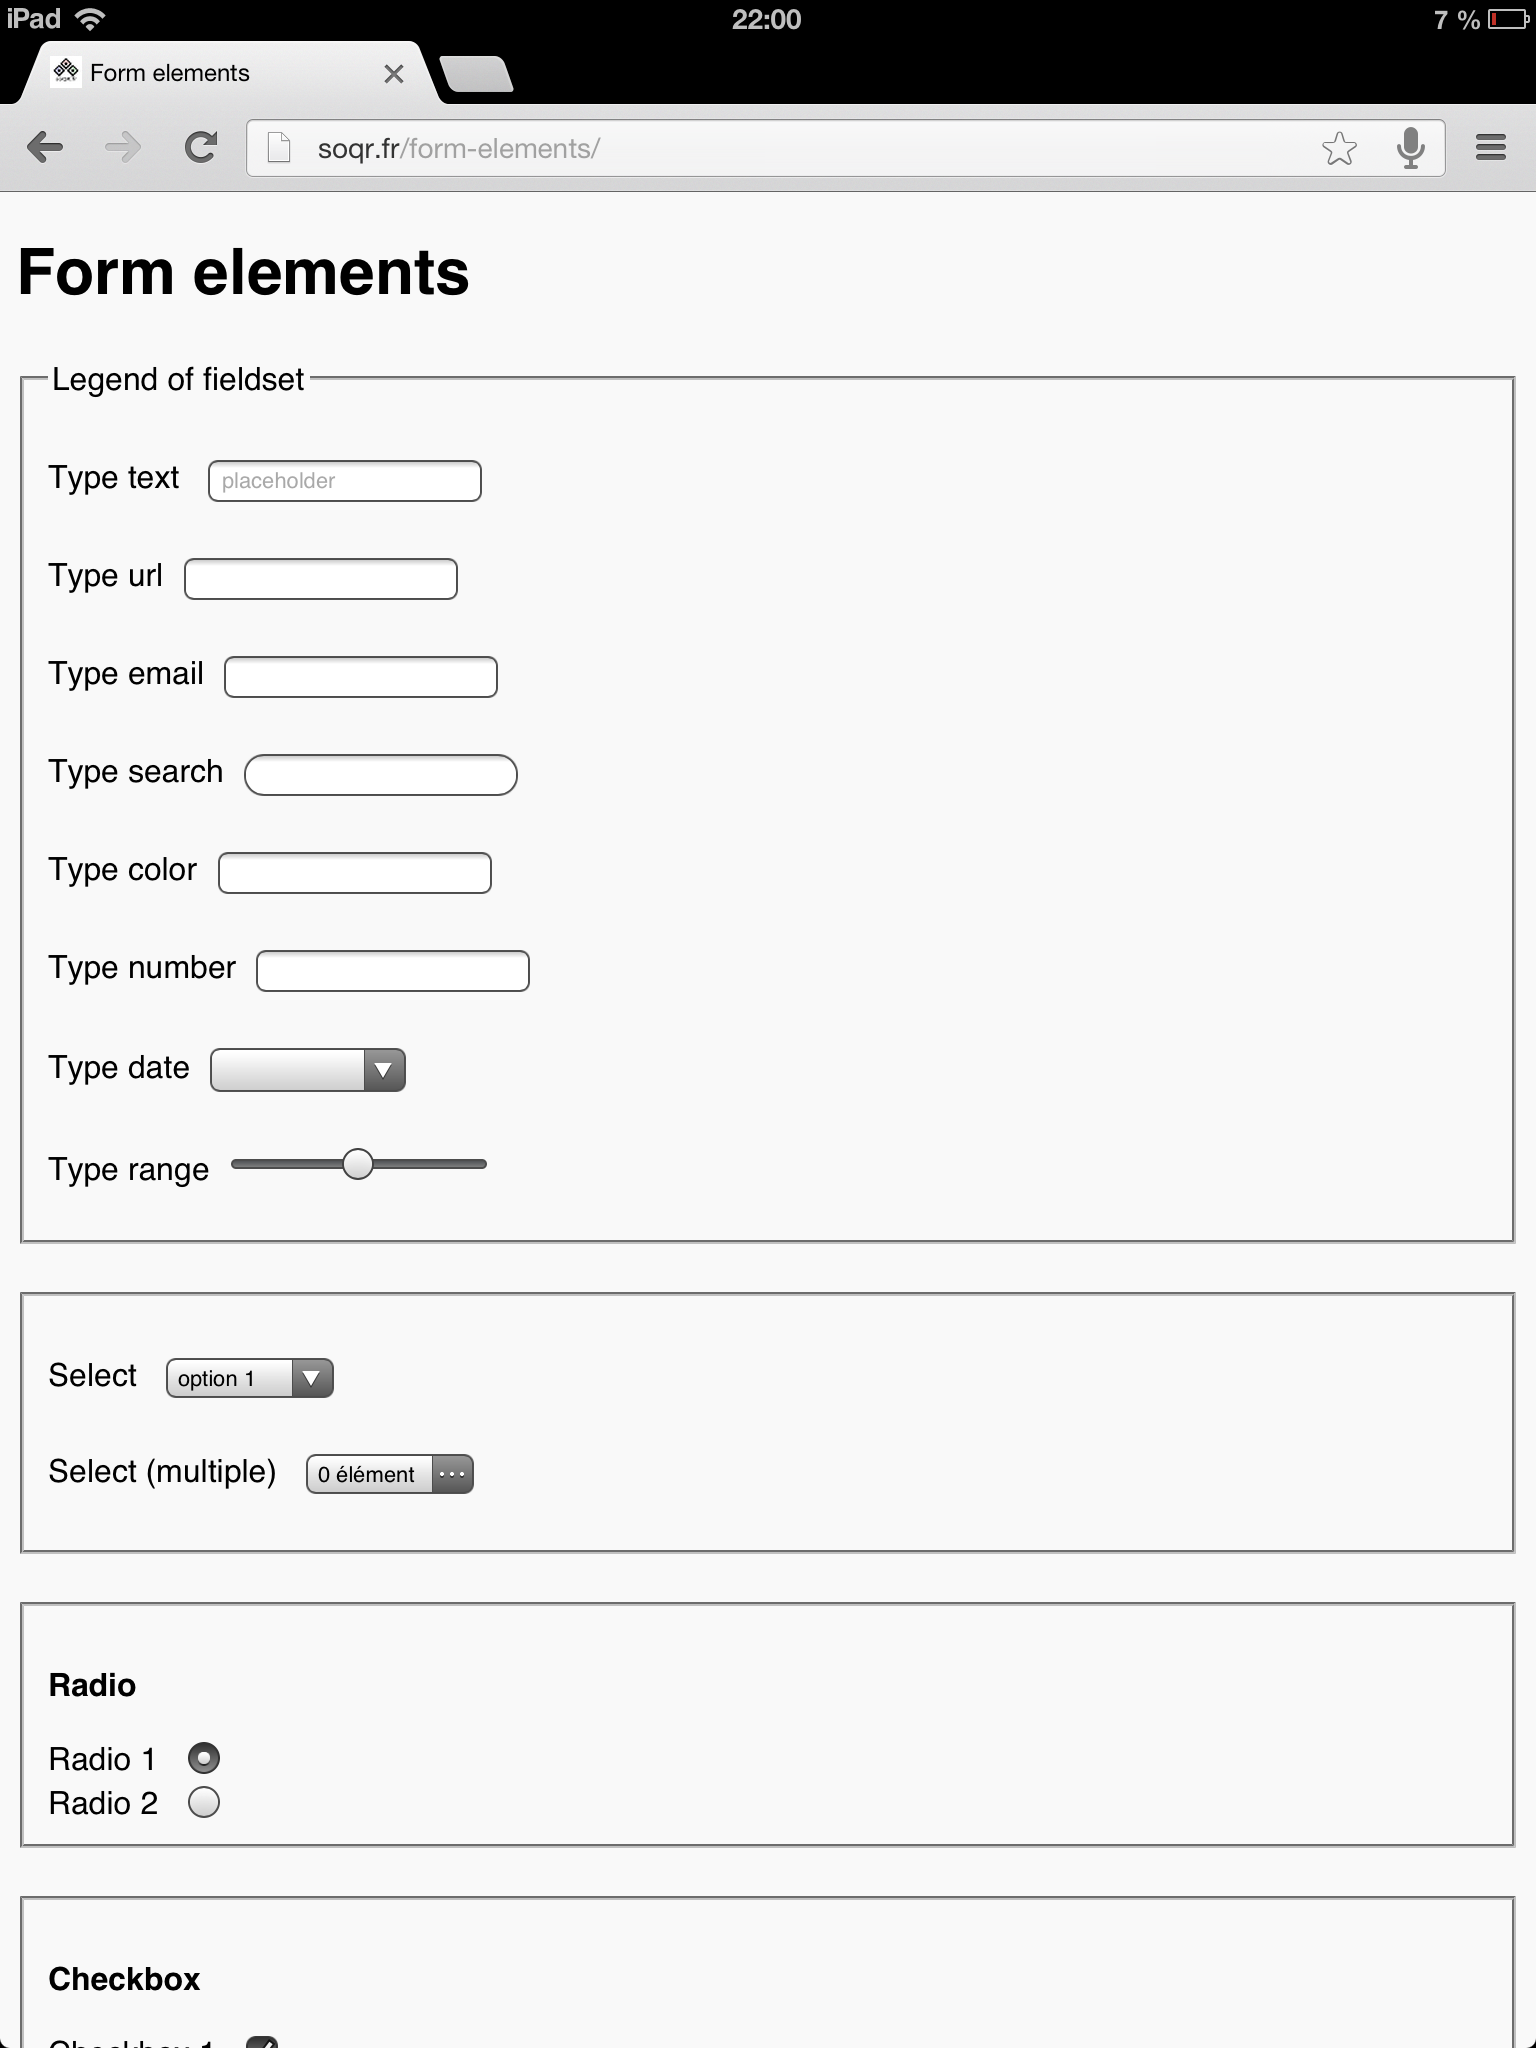 iPad 22:00 7 %
Form elements
soqr.fr/form-elements/
Form elements
Legend of fieldset
Type text placeholder
Type url
Type email
Type search
Type color
Type number
Type date
Type range
Select option 1
Select (multiple) 0 élément
Radio
Radio 1
Radio 2
Checkbox
Checkbox 1